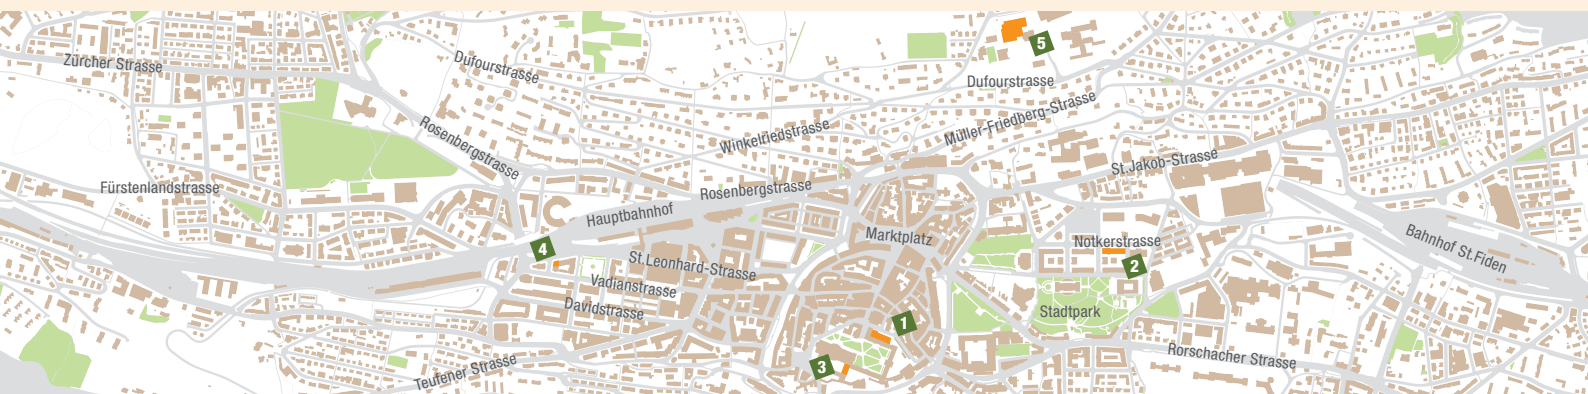 5
Zürcher Strasse
Dufourstrasse
Dufourstrasse
Müller-Friedberg-Strasse
Rosenbergstrasse
Winkelriedstrasse
St.Jakob-Strasse
Fürstenlandstrasse
Rosenbergstrasse
Hauptbahnhof
Marktplatz
Notkerstrasse
Bahnhof St.Fiden
4
St.Leonhard-Strasse
2
Vadianstrasse
Davidstrasse
Stadtpark
1
Rorschacher Strasse
Teufener Strasse
3